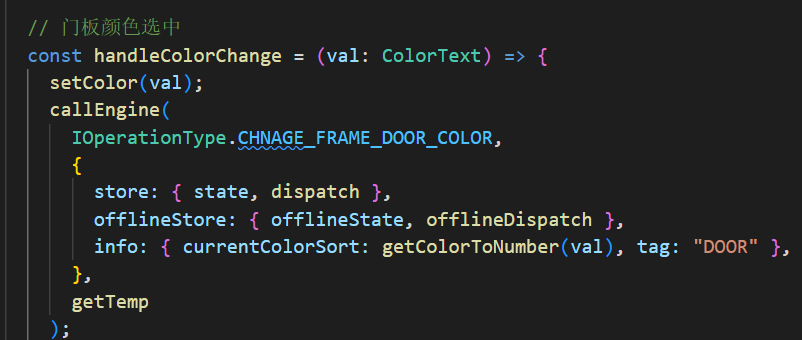 // 门板颜色选中
const handleColorChange = (val: ColorText) => {
setColor(val);
callEngine(
IOperationType.CHNAGE_FRAME_DOOR_COLOR,
{
store: { state, dispatch },
offlineStore: { offlineState, offlineDispatch },
info: { currentColorSort: getColorToNumber(val), tag: "DOOR" },
},
getTemp
);